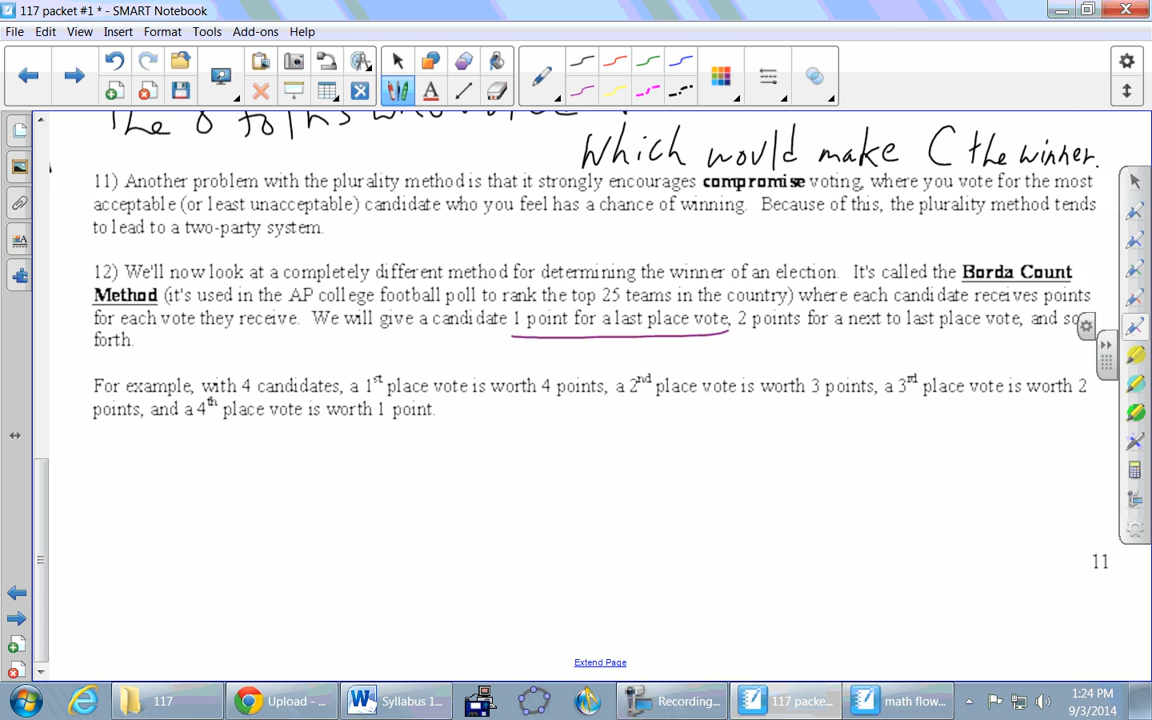 117 packet #1 * - SMART Notebook
File Edit View Insert Format Tools Add-ons Help
Which would make C the winner.
11) Another problem with the plurality method is that it strongly encourages compromise voting, where you vote for the most
acceptable (or least unacceptable) candidate who you feel has a chance of winning. Because of this, the plurality method tends
to lead to a two-party system.
12) We'll now look at a completely different method for determining the winner of an election. It's called the Borda Count
Method (it's used in the AP college football poll to rank the top 25 teams in the country) where each candidate receives points
for each vote they receive. We will give a candidate 1 point for a last place vote, 2 points for a next to last place vote, and so
forth.
For example, with 4 candidates, a 1st place vote is worth 4 points, a 2nd place vote is worth 3 points, a 3rd place vote is worth 2
points, and a 4th place vote is worth 1 point.
11
Extend Page
117 Upload - ... Syllabus 1... Recording... 117 packe... math flow...
1:24 PM
9/3/2014